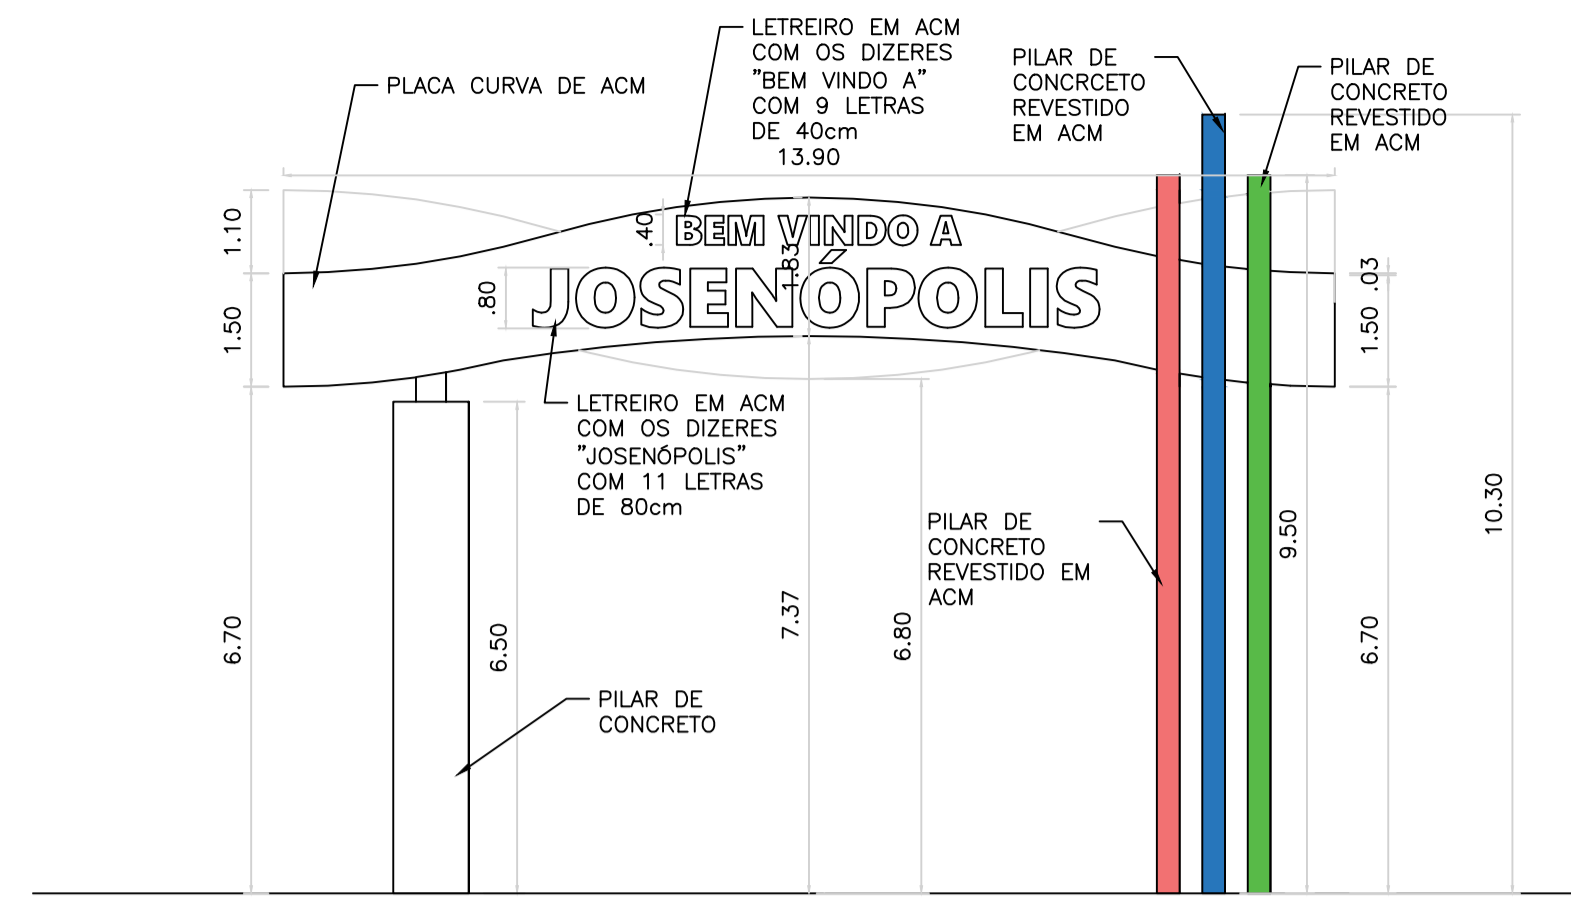 LETREIRO EM ACM
COM OS DIZERES
"BEM VINDO A"
COM 9 LETRAS
DE 40cm
13.90
PILAR DE
CONCRCETO
REVESTIDO
EM ACM
PILAR DE
CONCRETO
REVESTIDO
EM ACM
PLACA CURVA DE ACM
1.10
.40
BEM VINDO A
1.83
.80
JOSENÓPOLIS
.03
1.50
1.50
LETREIRO EM ACM
COM OS DIZERES
"JOSENÓPOLIS"
COM 11 LETRAS
DE 80cm
PILAR DE
CONCRETO
REVESTIDO EM
ACM
10.30
9.50
7.37
6.80
6.70
6.50
6.70
PILAR DE
CONCRETO